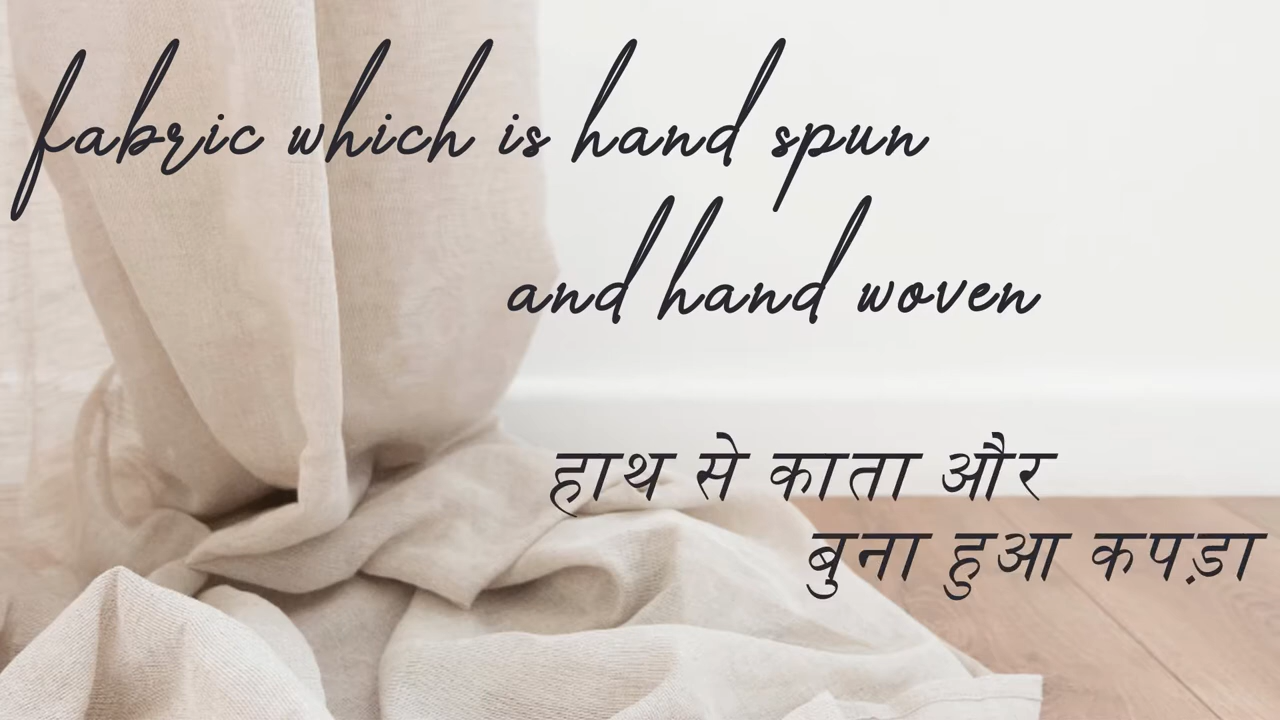 fabric which is hand spun
and hand woven
हाथ से काता और
बुना हुआ कपड़ा